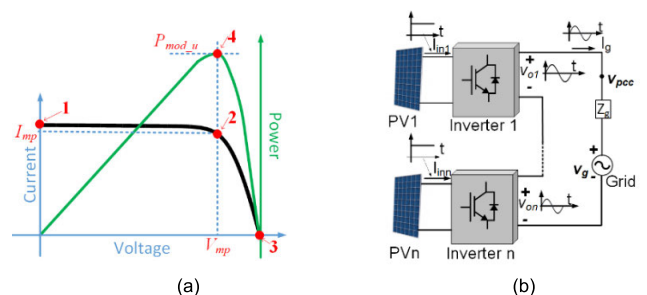 P_mod_u
4
1
I_mp
2
Current
Power
Voltage
V_mp
3
(a)
t
I_in1
PV1
Inverter 1
+
V_o1
-
t
t
I_g
V_pcc
Z_g
+
V_g
-
Grid
t
I_inn
PVn
Inverter n
+
V_on
-
t
(b)